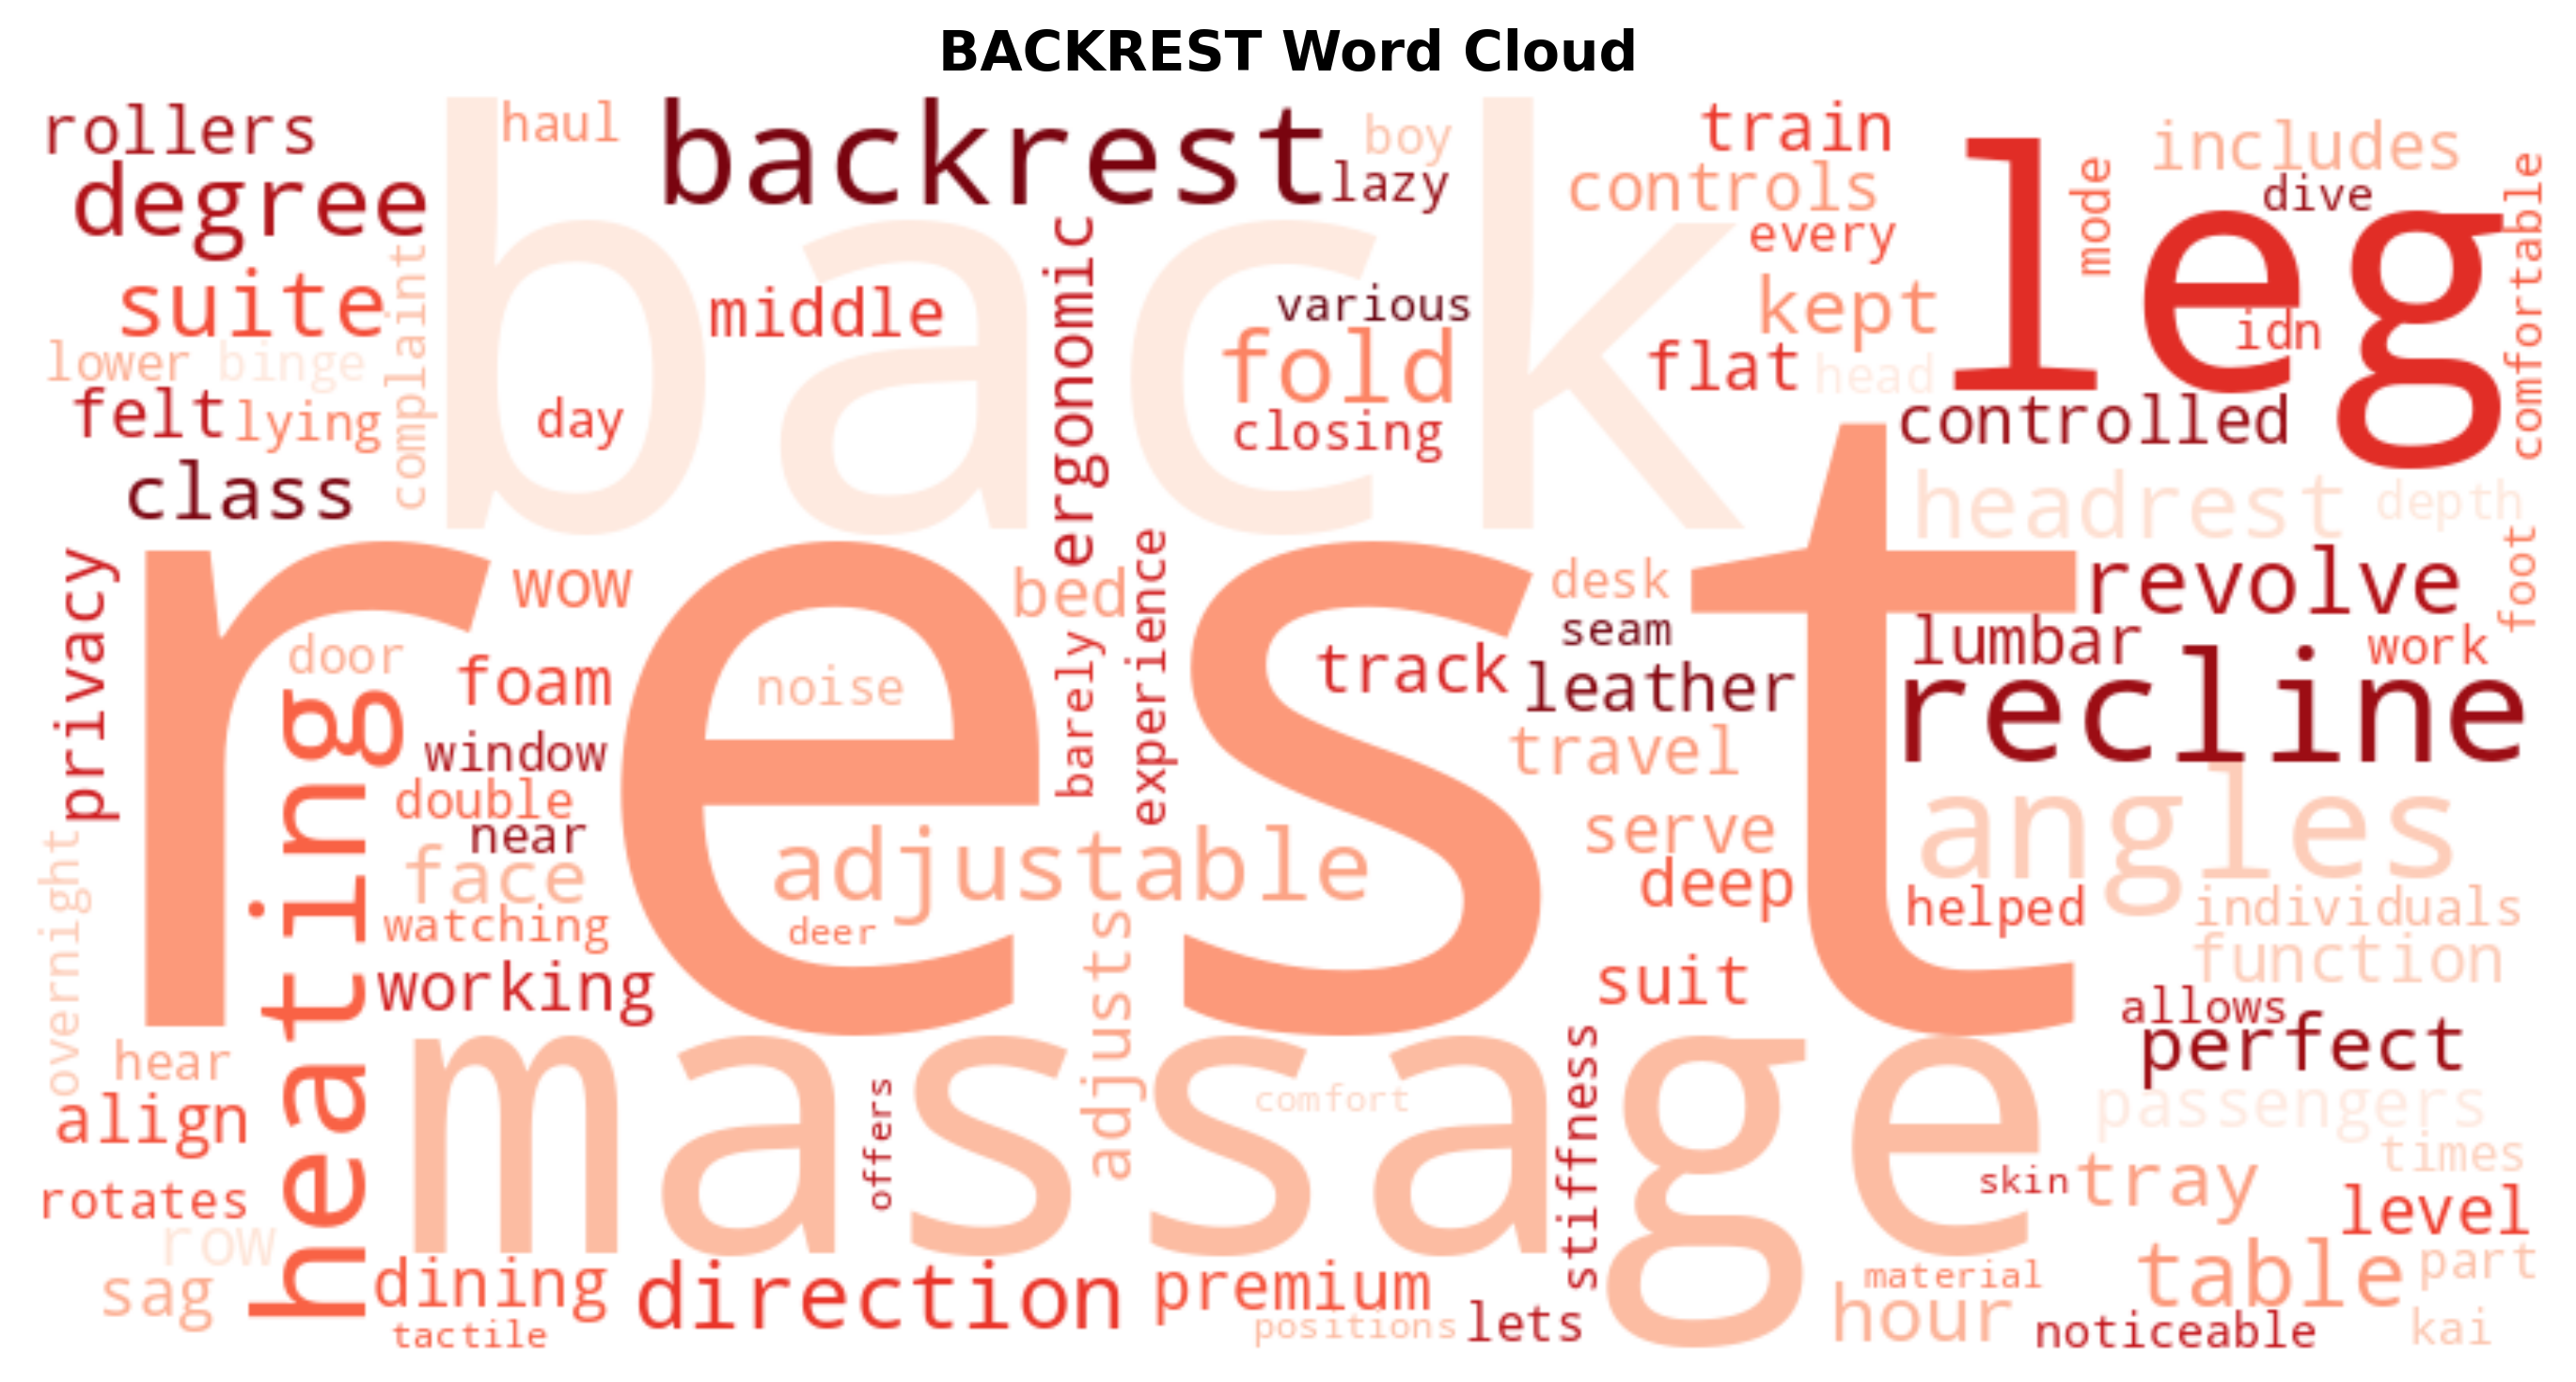 BACKREST Word Cloud
rollers
haul
backrest
boy
lazy
train
includes
degree
controls
dive
leg
mode
comfortable
every
back
suite
complaint
middle
ergonomic
various
kept
idn
lower
binge
fold
flat
head
felt
lying
day
closing
controlled
class
headrest
depth
privacy
rest
wow
bed
experience
desk
revolve
foot
door
foam
noise
barely
track
seam
lumbar
work
heating
window
leather
recline
double
travel
near
angles
overnight
face
adjustable
serve
deep
helped
individuals
watching
deer
adjusts
function
working
suit
allows
perfect
hear
massage
offers
comfort
stiffness
passengers
align
times
rotates
skin
tray
level
row
sag
dining
direction
premium
material
table
part
tactile
positions
lets
hour
noticeable
kai